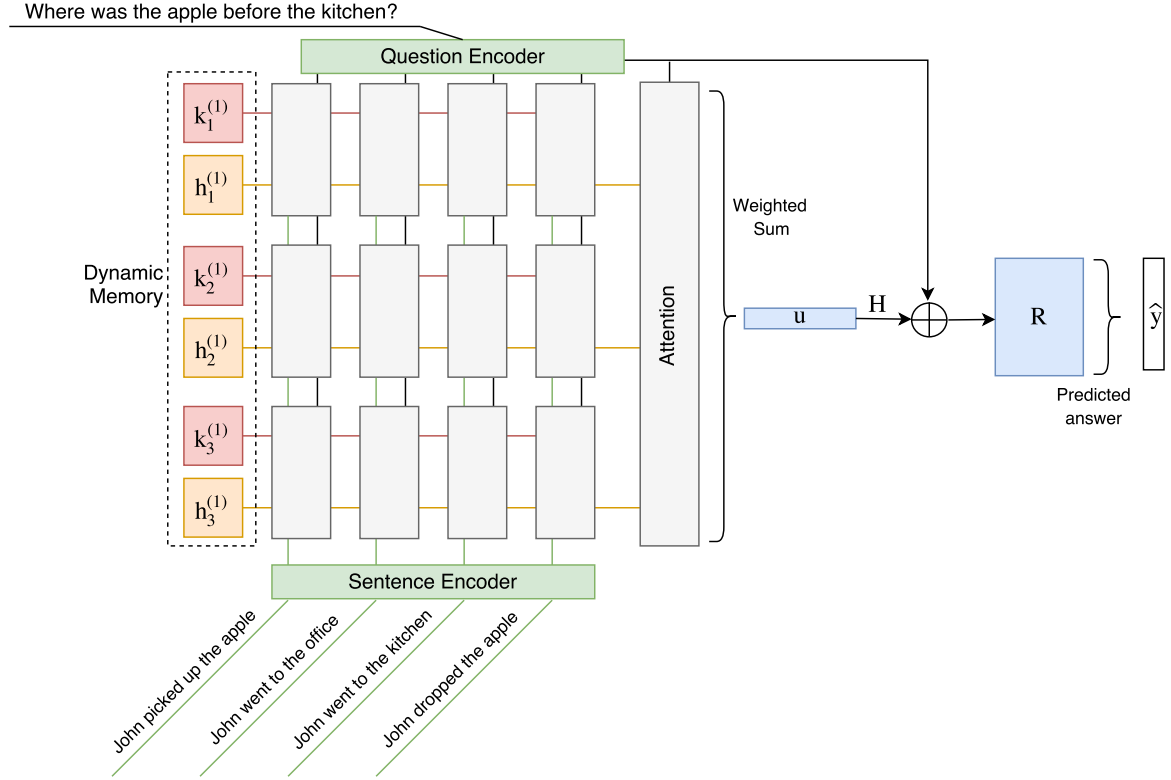 Where was the apple before the kitchen?
Question Encoder
k₁⁽¹⁾
h₁⁽¹⁾
k₂⁽¹⁾
h₂⁽¹⁾
k₃⁽¹⁾
h₃⁽¹⁾
Dynamic
Memory
Attention
Weighted
Sum
u
H
R
ŷ
Predicted
answer
Sentence Encoder
John picked up the apple
John went to the office
John went to the kitchen
John dropped the apple